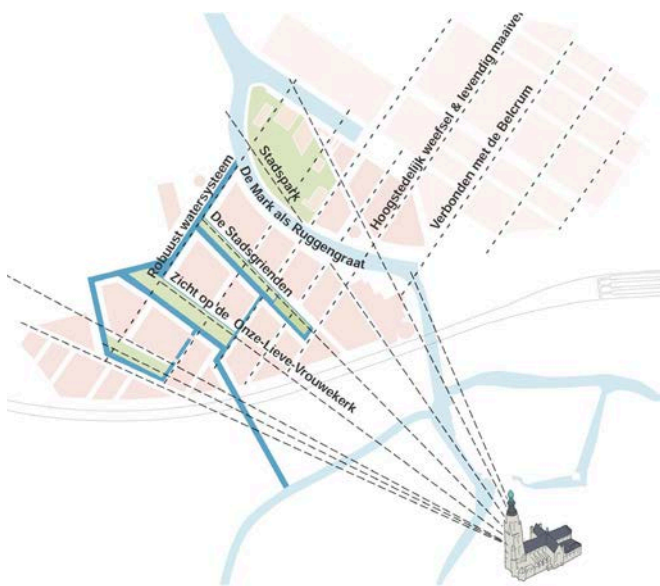 Hoogstedelijk weefsel & levendig
Verbonden met de Belcrum
Stadspark
De Mark als Ruggengraat
Robuust watersysteem
De Stadsgrienden
Zicht op de Onze-Lieve-Vrouwekerk